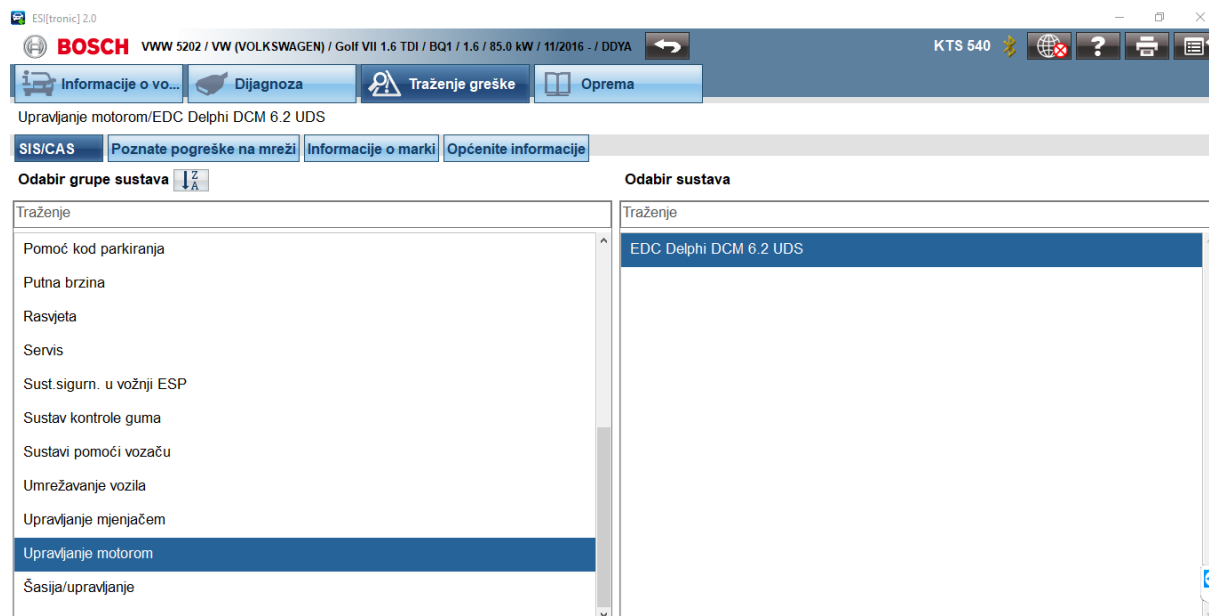 ESI[tronic] 2.0
BOSCH VWW 5202 / VW (VOLKSWAGEN) / Golf VII 1.6 TDI / BQ1 / 1.6 / 85.0 kW / 11/2016 - / DDYA KTS 540 ?
Informacije o vo... Dijagnoza Traženje greške Oprema
Upravljanje motorom/EDC Delphi DCM 6.2 UDS
SIS/CAS Poznate pogreške na mreži Informacije o marki Općenite informacije
Odabir grupe sustava Z A Odabir sustava
Traženje Traženje
Pomoć kod parkiranja EDC Delphi DCM 6.2 UDS
Putna brzina
Rasvjeta
Servis
Sust.sigurn. u vožnji ESP
Sustav kontrole guma
Sustavi pomoći vozaču
Umrežavanje vozila
Upravljanje mjenjačem
Upravljanje motorom
Šasija/upravljanje